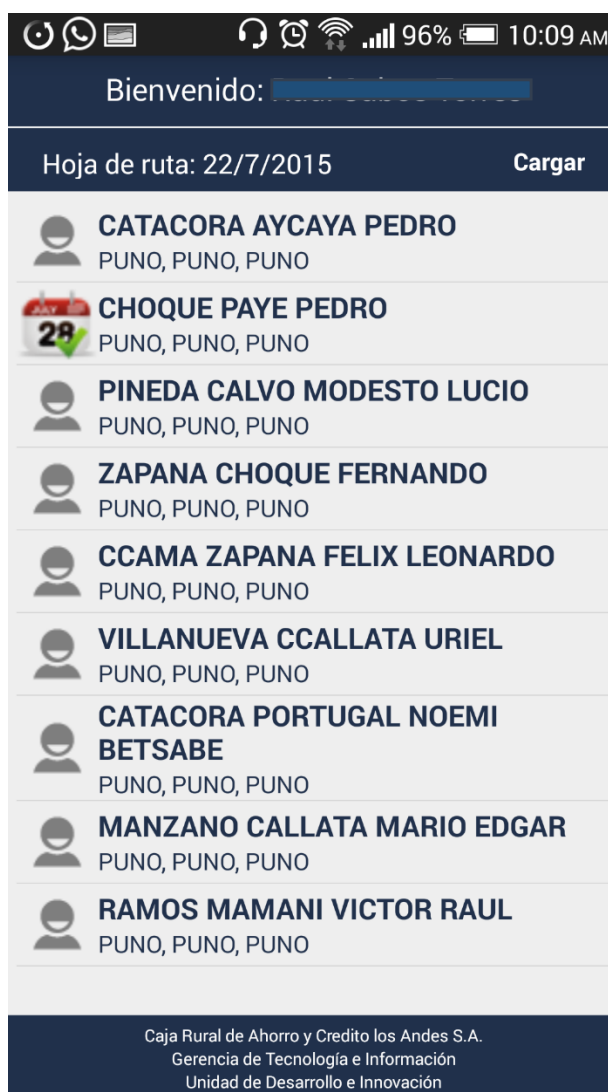 96% 10:09 AM
Bienvenido:
Hoja de ruta: 22/7/2015 Cargar
CATACORA AYCAYA PEDRO
PUNO, PUNO, PUNO
JULY 28 CHOQUE PAYE PEDRO
PUNO, PUNO, PUNO
PINEDA CALVO MODESTO LUCIO
PUNO, PUNO, PUNO
ZAPANA CHOQUE FERNANDO
PUNO, PUNO, PUNO
CCAMA ZAPANA FELIX LEONARDO
PUNO, PUNO, PUNO
VILLANUEVA CCALLATA URIEL
PUNO, PUNO, PUNO
CATACORA PORTUGAL NOEMI
BETSABE
PUNO, PUNO, PUNO
MANZANO CALLATA MARIO EDGAR
PUNO, PUNO, PUNO
RAMOS MAMANI VICTOR RAUL
PUNO, PUNO, PUNO
Caja Rural de Ahorro y Credito los Andes S.A.
Gerencia de Tecnología e Información
Unidad de Desarrollo e Innovación